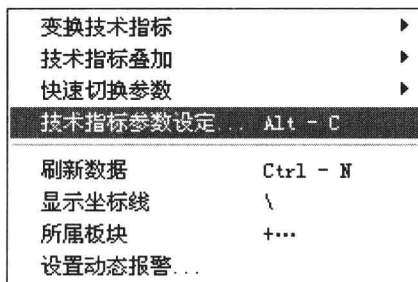 变换技术指标
技术指标叠加
快速切换参数
技术指标参数设定... Alt - C
刷新数据 Ctrl - N
显示坐标线 \
所属板块 +···
设置动态报警...